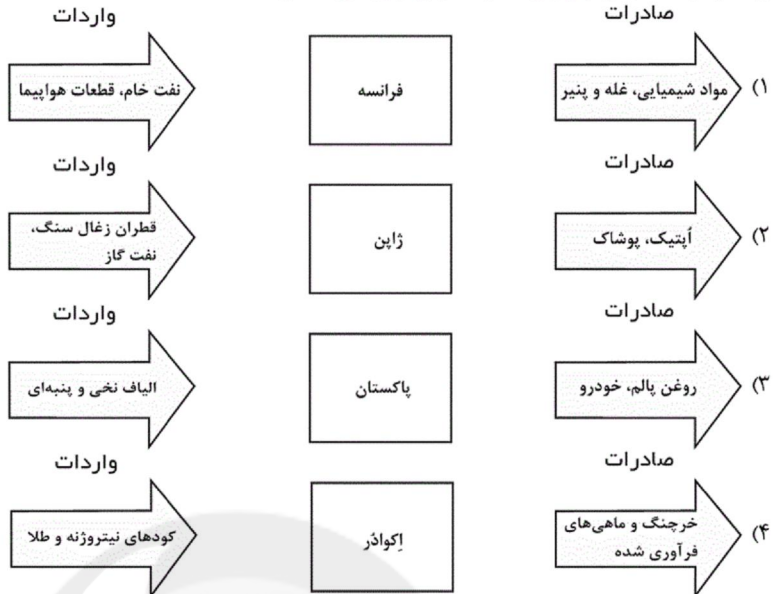 صادرات
واردات
۱)
مواد شیمیایی، غله و پنیر
فرانسه
نفت خام، قطعات هواپیما
صادرات
واردات
۲)
اُپتیک، پوشاک
ژاپن
قطران زغال سنگ،
نفت گاز
صادرات
واردات
۳)
روغن پالم، خودرو
پاکستان
الیاف نخی و پنبه‌ای
صادرات
واردات
۴)
خرچنگ و ماهی‌های
فرآوری شده
اِکوادُر
کودهای نیتروژنه و طلا